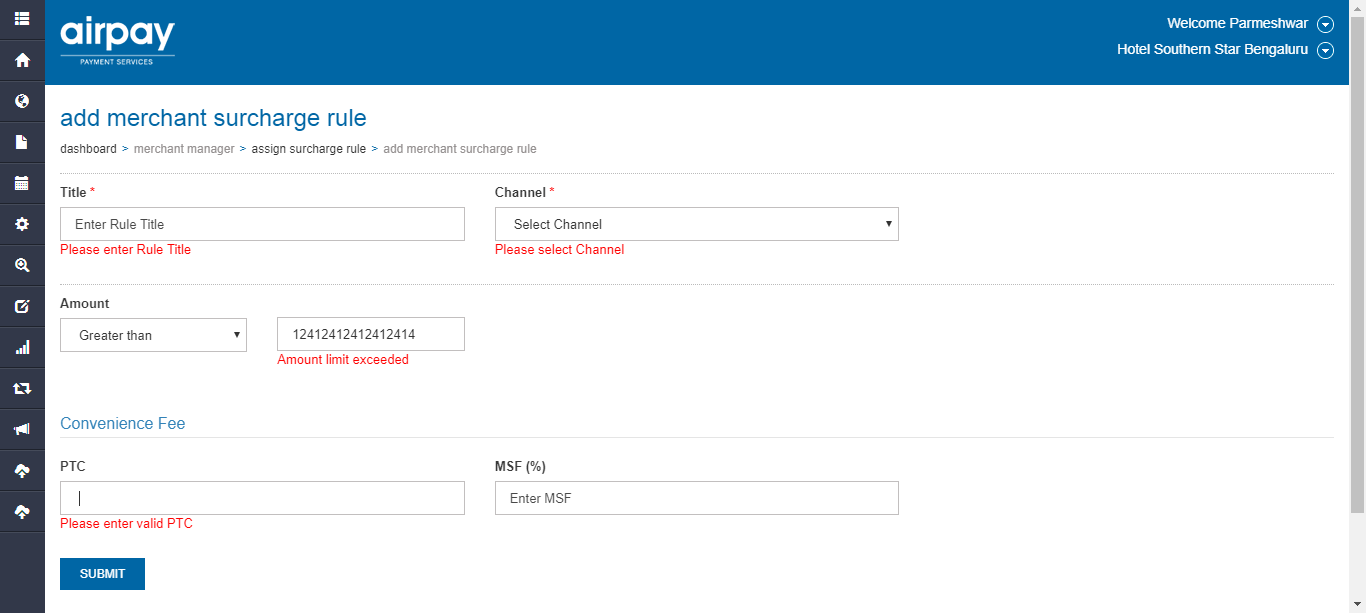 airpay
PAYMENT SERVICES
Welcome Parmeshwar
Hotel Southern Star Bengaluru
add merchant surcharge rule
dashboard > merchant manager > assign surcharge rule > add merchant surcharge rule
Title * Channel *
Enter Rule Title Select Channel
Please enter Rule Title Please select Channel
Amount
Greater than 12412412412412414
Amount limit exceeded
Convenience Fee
PTC MSF (%)
Enter MSF
Please enter valid PTC
SUBMIT